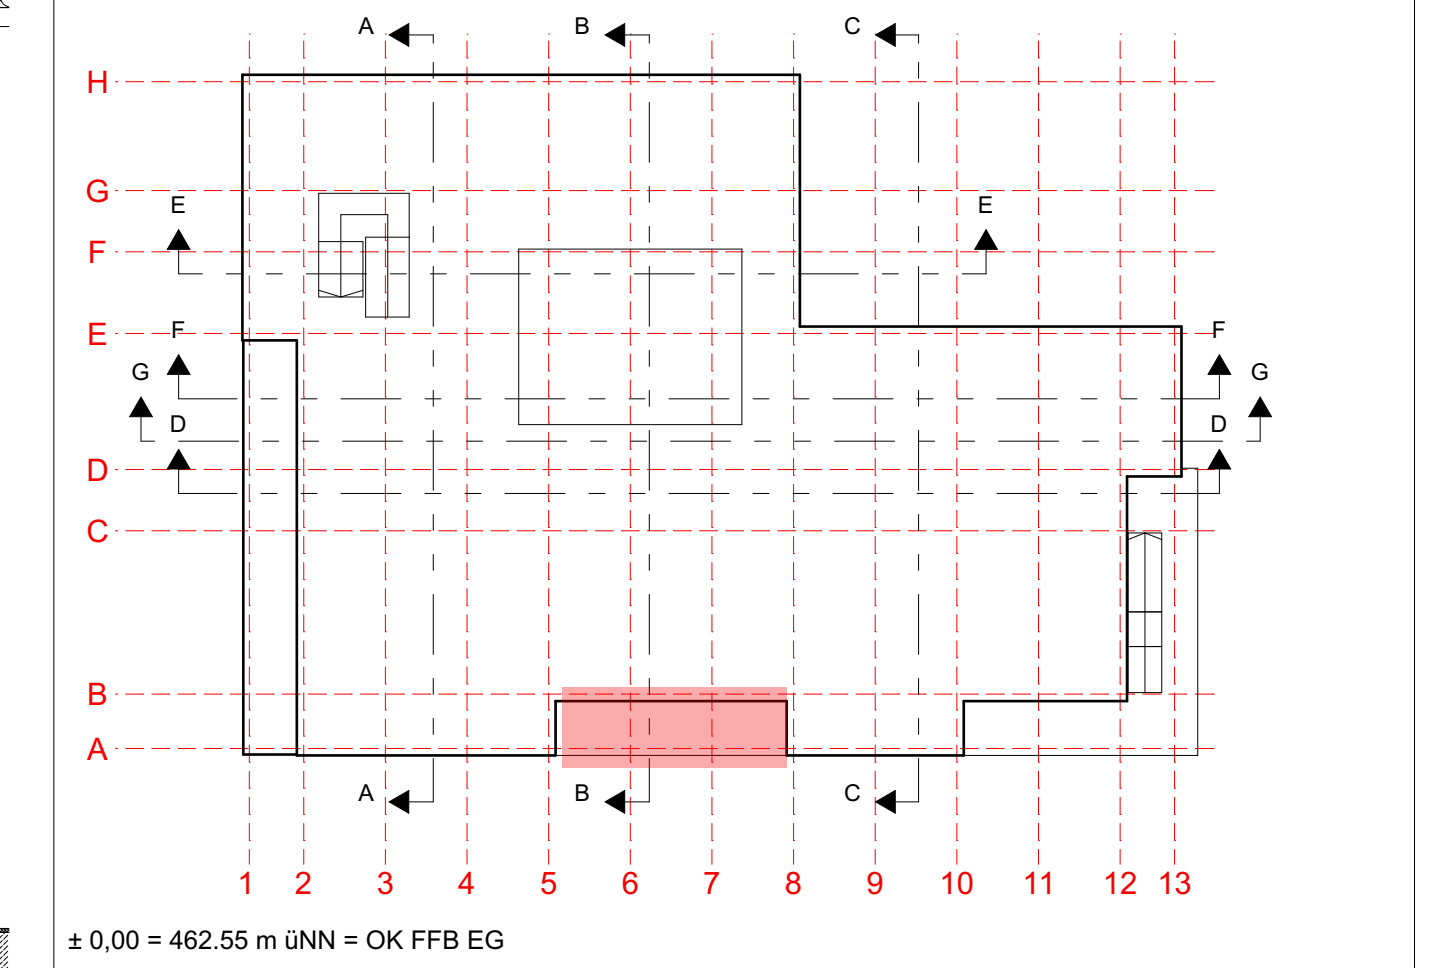 A B C
H
G
E E
F
E
F F
G G
D D
D
C
B
A
A B C
1 2 3 4 5 6 7 8 9 10 11 12 13
± 0,00 = 462.55 m üNN = OK FFB EG